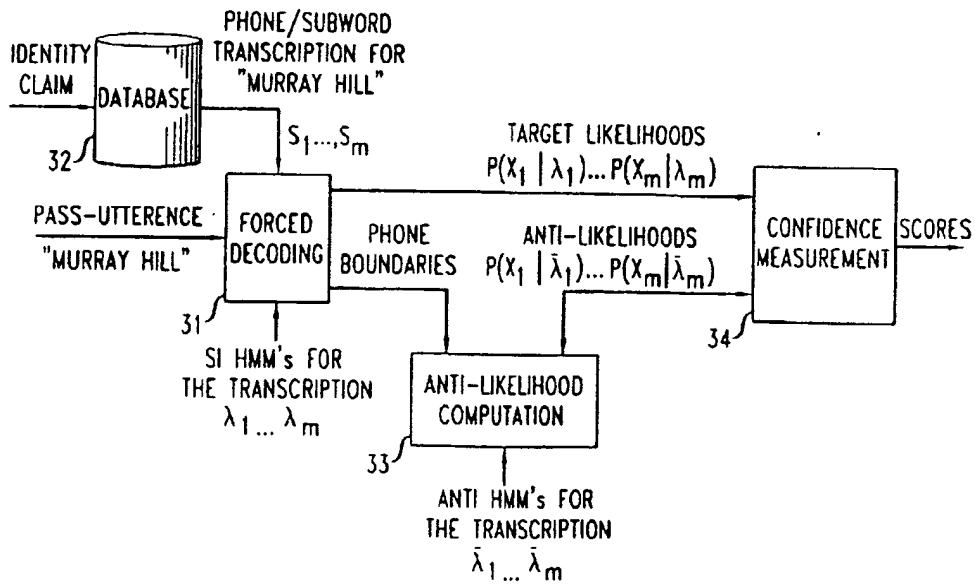 IDENTITY
CLAIM
DATABASE
32
PHONE/SUBWORD
TRANSCRIPTION FOR
"MURRAY HILL"
S1...,Sm
PASS-UTTERENCE
"MURRAY HILL"
FORCED
DECODING
31
SI HMM's FOR
THE TRANSCRIPTION
λ1... λm
PHONE
BOUNDARIES
TARGET LIKELIHOODS
P(X1 | λ1)... P(Xm|λm)
ANTI-LIKELIHOODS
P(X1 | λ̄1)... P(Xm|λ̄m)
ANTI-LIKELIHOOD
COMPUTATION
33
ANTI HMM's FOR
THE TRANSCRIPTION
λ̄1... λ̄m
CONFIDENCE
MEASUREMENT
34
SCORES